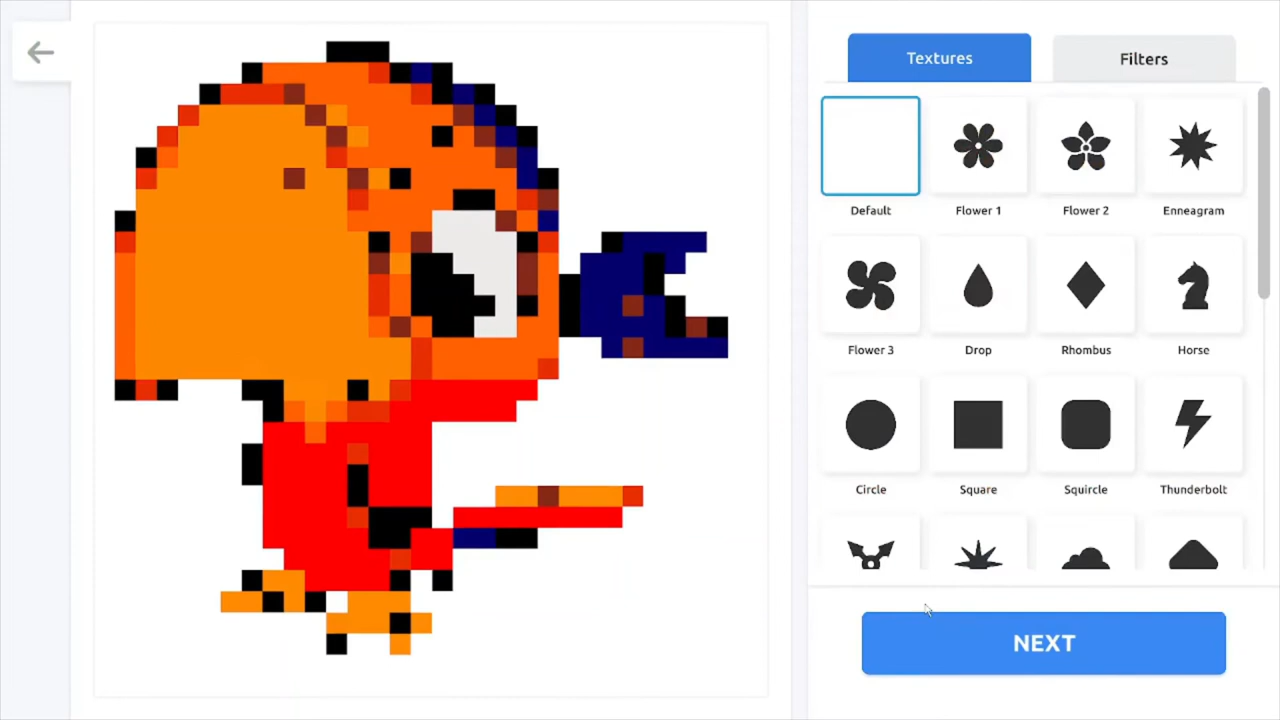 Textures Filters
Default Flower 1 Flower 2 Enneagram
Flower 3 Drop Rhombus Horse
Circle Square Squircle Thunderbolt
NEXT